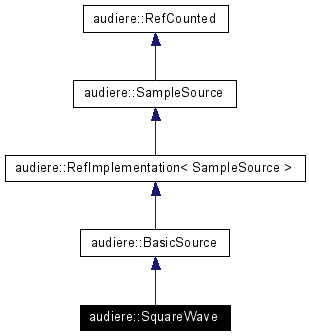 audiere::RefCounted
audiere::SampleSource
audiere::RefImplementation< SampleSource >
audiere::BasicSource
audiere::SquareWave